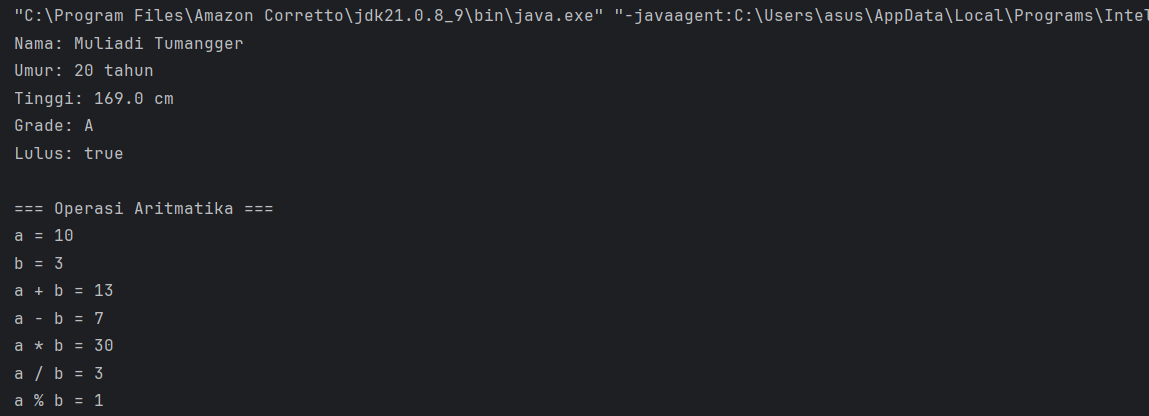 "C:\Program Files\Amazon Corretto\jdk21.0.8_9\bin\java.exe" "-javaagent:C:\Users\asus\AppData\Local\Programs\Intel
Nama: Muliadi Tumangger
Umur: 20 tahun
Tinggi: 169.0 cm
Grade: A
Lulus: true
=== Operasi Aritmatika ===
a = 10
b = 3
a + b = 13
a - b = 7
a * b = 30
a / b = 3
a % b = 1